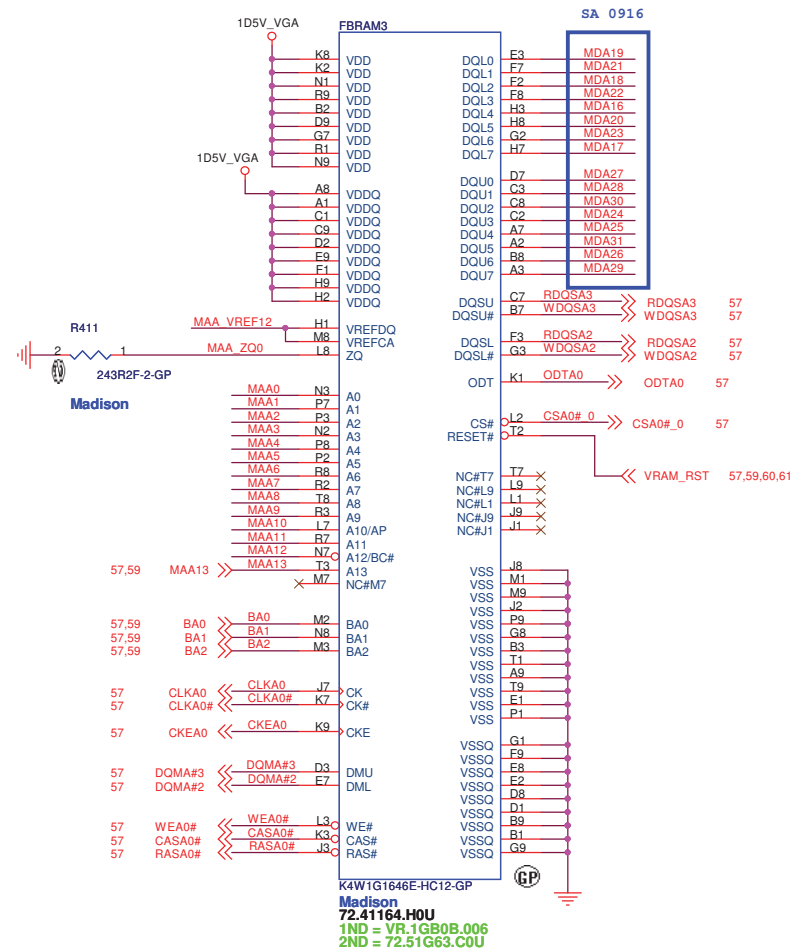 SA 0916
1D5V_VGA
FBRAM3
K8 VDD
K2 VDD
N1 VDD
R9 VDD
B2 VDD
D9 VDD
G7 VDD
R1 VDD
N9 VDD
1D5V_VGA
A8 VDDQ
A1 VDDQ
C1 VDDQ
C9 VDDQ
D2 VDDQ
E9 VDDQ
F1 VDDQ
H9 VDDQ
H2 VDDQ
MAA_VREF12 H1 VREFDQ
M8 VREFCA
R411
2 1 MAA_ZQ0 L8 ZQ
243R2F-2-GP
Madison
MAA0 N3 A0
MAA1 P7 A1
MAA2 P3 A2
MAA3 N2 A3
MAA4 P8 A4
MAA5 P2 A5
MAA6 R8 A6
MAA7 R2 A7
MAA8 T8 A8
MAA9 R3 A9
MAA10 L7 A10/AP
MAA11 R7 A11
MAA12 N7 A12/BC#
57,59 MAA13 MAA13 T3 A13
M7 NC#M7
57,59 BA0 BA0 M2 BA0
57,59 BA1 BA1 N8 BA1
57,59 BA2 BA2 M3 BA2
57 CLKA0 CLKA0 J7 CK
57 CLKA0# CLKA0# K7 CK#
57 CKEA0 CKEA0 K9 CKE
57 DQMA#3 DQMA#3 D3 DMU
57 DQMA#2 DQMA#2 E7 DML
57 WEA0# WEA0# L3 WE#
57 CASA0# CASA0# K3 CAS#
57 RASA0# RASA0# J3 RAS#
DQL0 E3 MDA19
DQL1 F7 MDA21
DQL2 F2 MDA18
DQL3 F8 MDA22
DQL4 H3 MDA16
DQL5 H8 MDA20
DQL6 G2 MDA23
DQL7 H7 MDA17
DQU0 D7 MDA27
DQU1 C3 MDA28
DQU2 C8 MDA30
DQU3 C2 MDA24
DQU4 A7 MDA25
DQU5 A2 MDA31
DQU6 B8 MDA26
DQU7 A3 MDA29
DQSU C7 RDQSA3 RDQSA3 57
DQSU# B7 WDQSA3 WDQSA3 57
DQSL F3 RDQSA2 RDQSA2 57
DQSL# G3 WDQSA2 WDQSA2 57
ODT K1 ODTA0 ODTA0 57
CS# L2 CSA0#_0 CSA0#_0 57
RESET# T2
VRAM_RST 57,59,60,61
NC#T7 T7
NC#L9 L9
NC#L1 L1
NC#J9 J9
NC#J1 J1
VSS J8
VSS M1
VSS M9
VSS J2
VSS P9
VSS G8
VSS B3
VSS T1
VSS A9
VSS T9
VSS E1
VSS P1
VSSQ G1
VSSQ F9
VSSQ E8
VSSQ E2
VSSQ D8
VSSQ D1
VSSQ B9
VSSQ B1
VSSQ G9
GP
K4W1G1646E-HC12-GP
Madison
72.41164.H0U
1ND = VR.1GB0B.006
2ND = 72.51G63.C0U